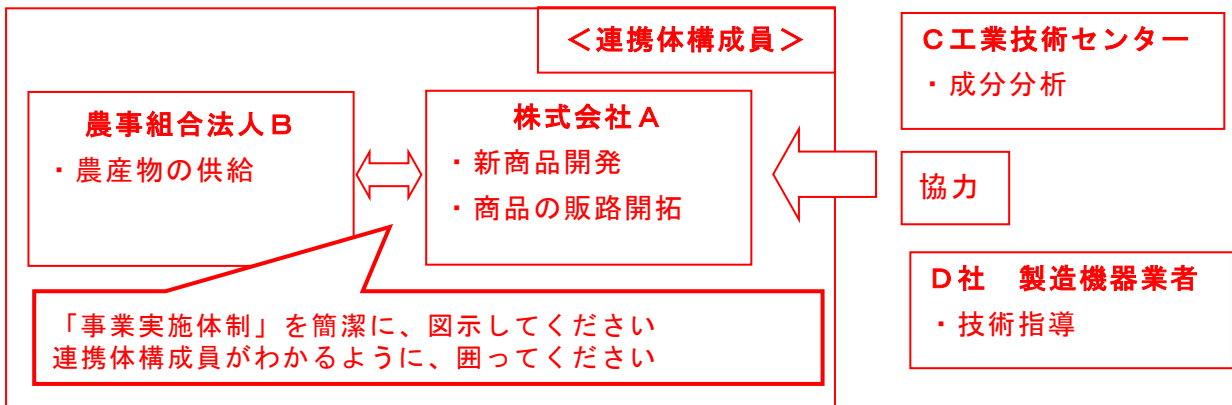 ＜連携体構成員＞
農事組合法人Ｂ
・農産物の供給
株式会社Ａ
・新商品開発
・商品の販路開拓
Ｃ工業技術センター
・成分分析
協力
Ｄ社　製造機器業者
・技術指導
「事業実施体制」を簡潔に、図示してください
連携体構成員がわかるように、囲ってください